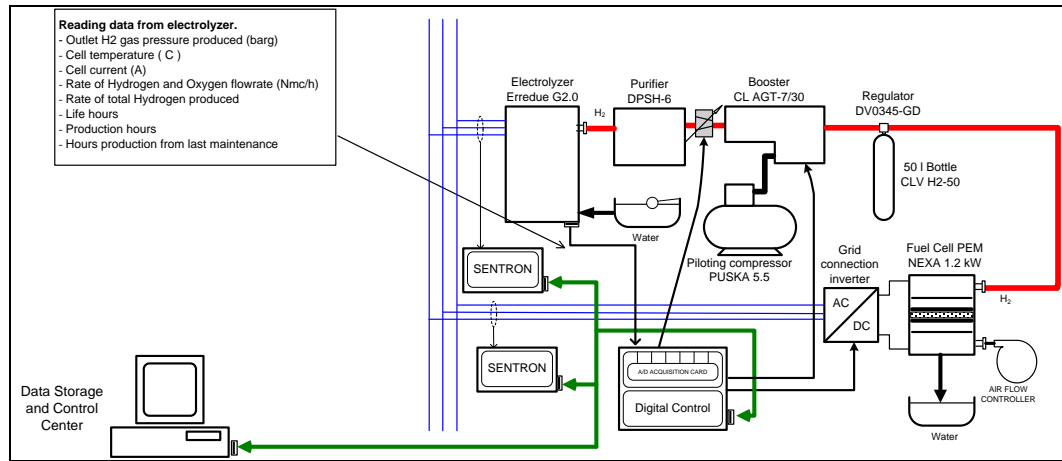 Reading data from electrolyzer.
- Outlet H2 gas pressure produced (barg)
- Cell temperature ( C )
- Cell current (A)
- Rate of Hydrogen and Oxygen flowrate (Nmc/h)
- Rate of total Hydrogen produced
- Life hours
- Production hours
- Hours production from last maintenance
Electrolyzer
Erredue G2.0
H₂
Purifier
DPSH-6
Booster
CL AGT-7/30
Regulator
DV0345-GD
50 l Bottle
CLV H2-50
Water
Piloting compressor
PUSKA 5.5
SENTRON
Grid
connection
inverter
AC
DC
Fuel Cell PEM
NEXA 1.2 kW
H₂
AIR FLOW
CONTROLLER
Water
SENTRON
A/D ACQUISITION CARD
Digital Control
Data Storage
and Control
Center